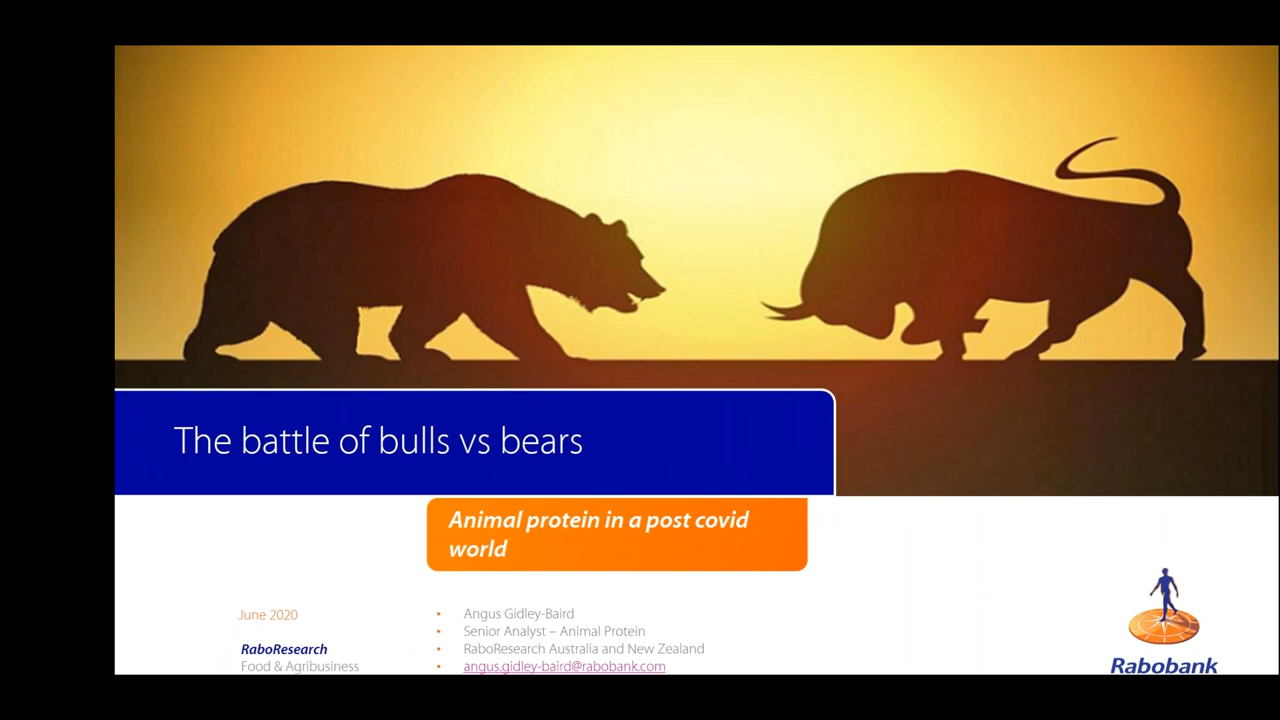 The battle of bulls vs bears
Animal protein in a post covid
world
June 2020
RaboResearch
Food & Agribusiness
• Angus Gidley-Baird
• Senior Analyst – Animal Protein
• RaboResearch Australia and New Zealand
• angus.gidley-baird@rabobank.com
Rabobank